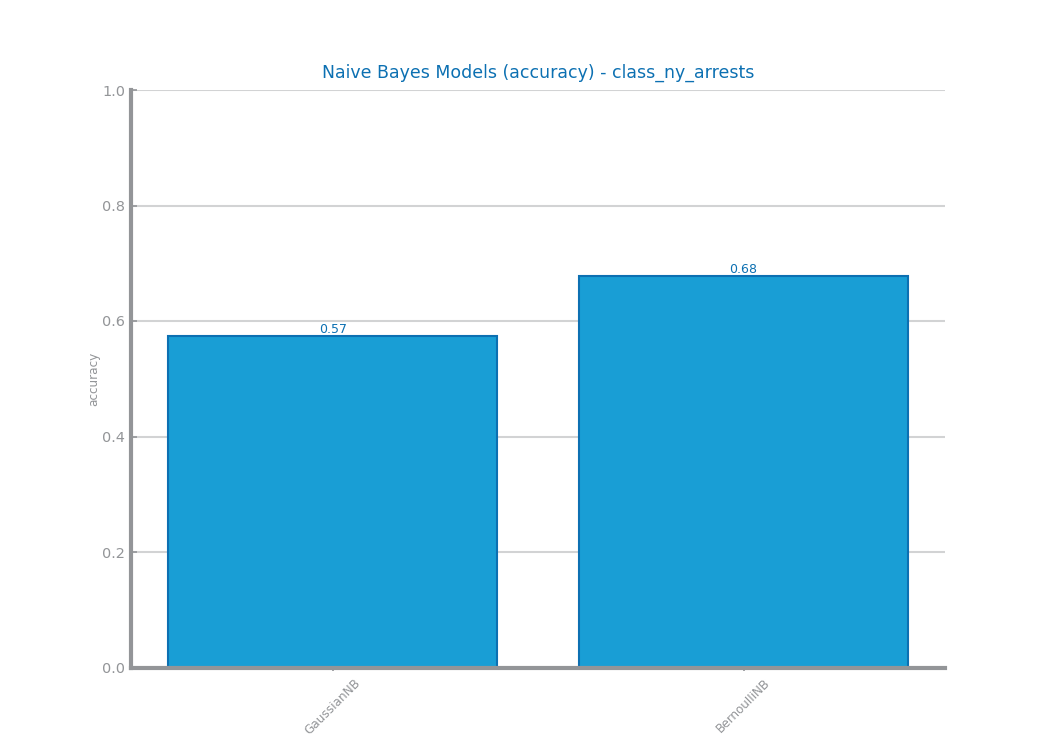 Naive Bayes Models (accuracy) - class_ny_arrests
1.0
0.8
0.68
0.6
0.57
accuracy
0.4
0.2
0.0
GaussianNB
BernoulliNB